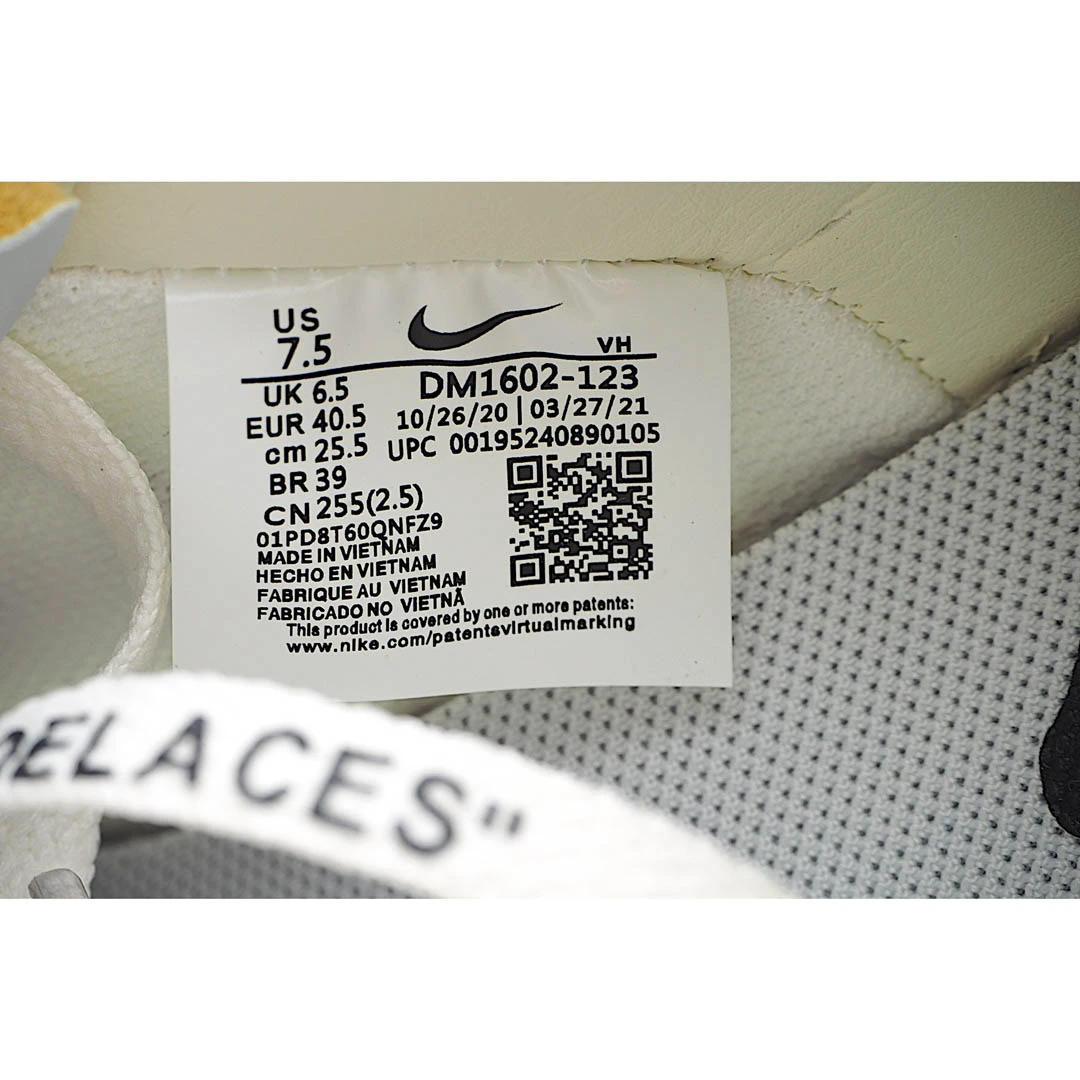 US
7.5
VH
UK 6.5
EUR 40.5
cm 25.5
BR 39
CN 255(2.5)
DM1602-123
10/26/20 | 03/27/21
UPC 00195240890105
01PD8T60QNFZ9
MADE IN VIETNAM
HECHO EN VIETNAM
FABRIQUE AU VIETNAM
FABRICADO NO VIETNÃ
This product is covered by one or more patents:
www.nike.com/patentsvirtualmarking
OELACES"